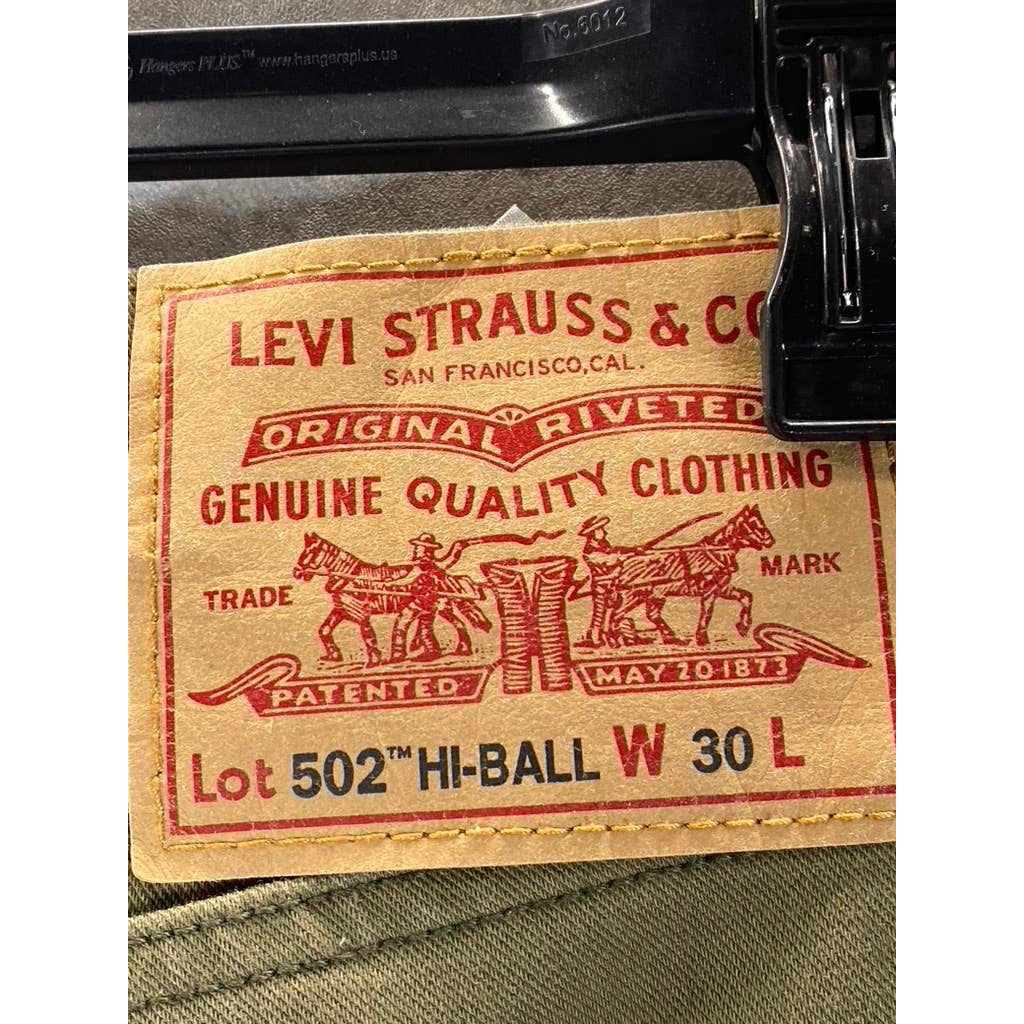 Hangers PLUS™ www.hangersplus.us
No.6012
LEVI STRAUSS & CO
SAN FRANCISCO, CAL.
ORIGINAL RIVETED
GENUINE QUALITY CLOTHING
TRADE MARK
PATENTED MAY 20 1873
Lot 502™ HI-BALL W 30 L